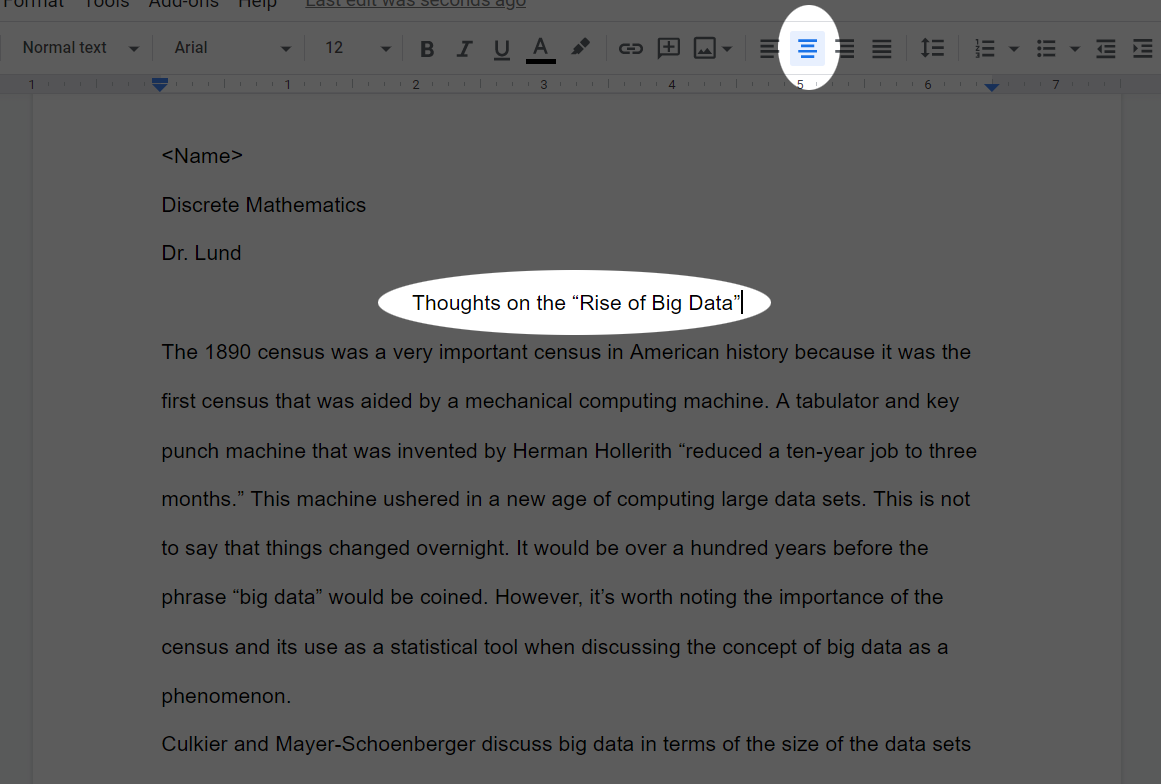 Format Tools Add-ons Help Last edit was seconds ago
Normal text Arial 12 B I U A
1 1 2 3 4 5 6 7
<Name>
Discrete Mathematics
Dr. Lund
Thoughts on the “Rise of Big Data”
The 1890 census was a very important census in American history because it was the
first census that was aided by a mechanical computing machine. A tabulator and key
punch machine that was invented by Herman Hollerith “reduced a ten-year job to three
months.” This machine ushered in a new age of computing large data sets. This is not
to say that things changed overnight. It would be over a hundred years before the
phrase “big data” would be coined. However, it’s worth noting the importance of the
census and its use as a statistical tool when discussing the concept of big data as a
phenomenon.
Culkier and Mayer-Schoenberger discuss big data in terms of the size of the data sets